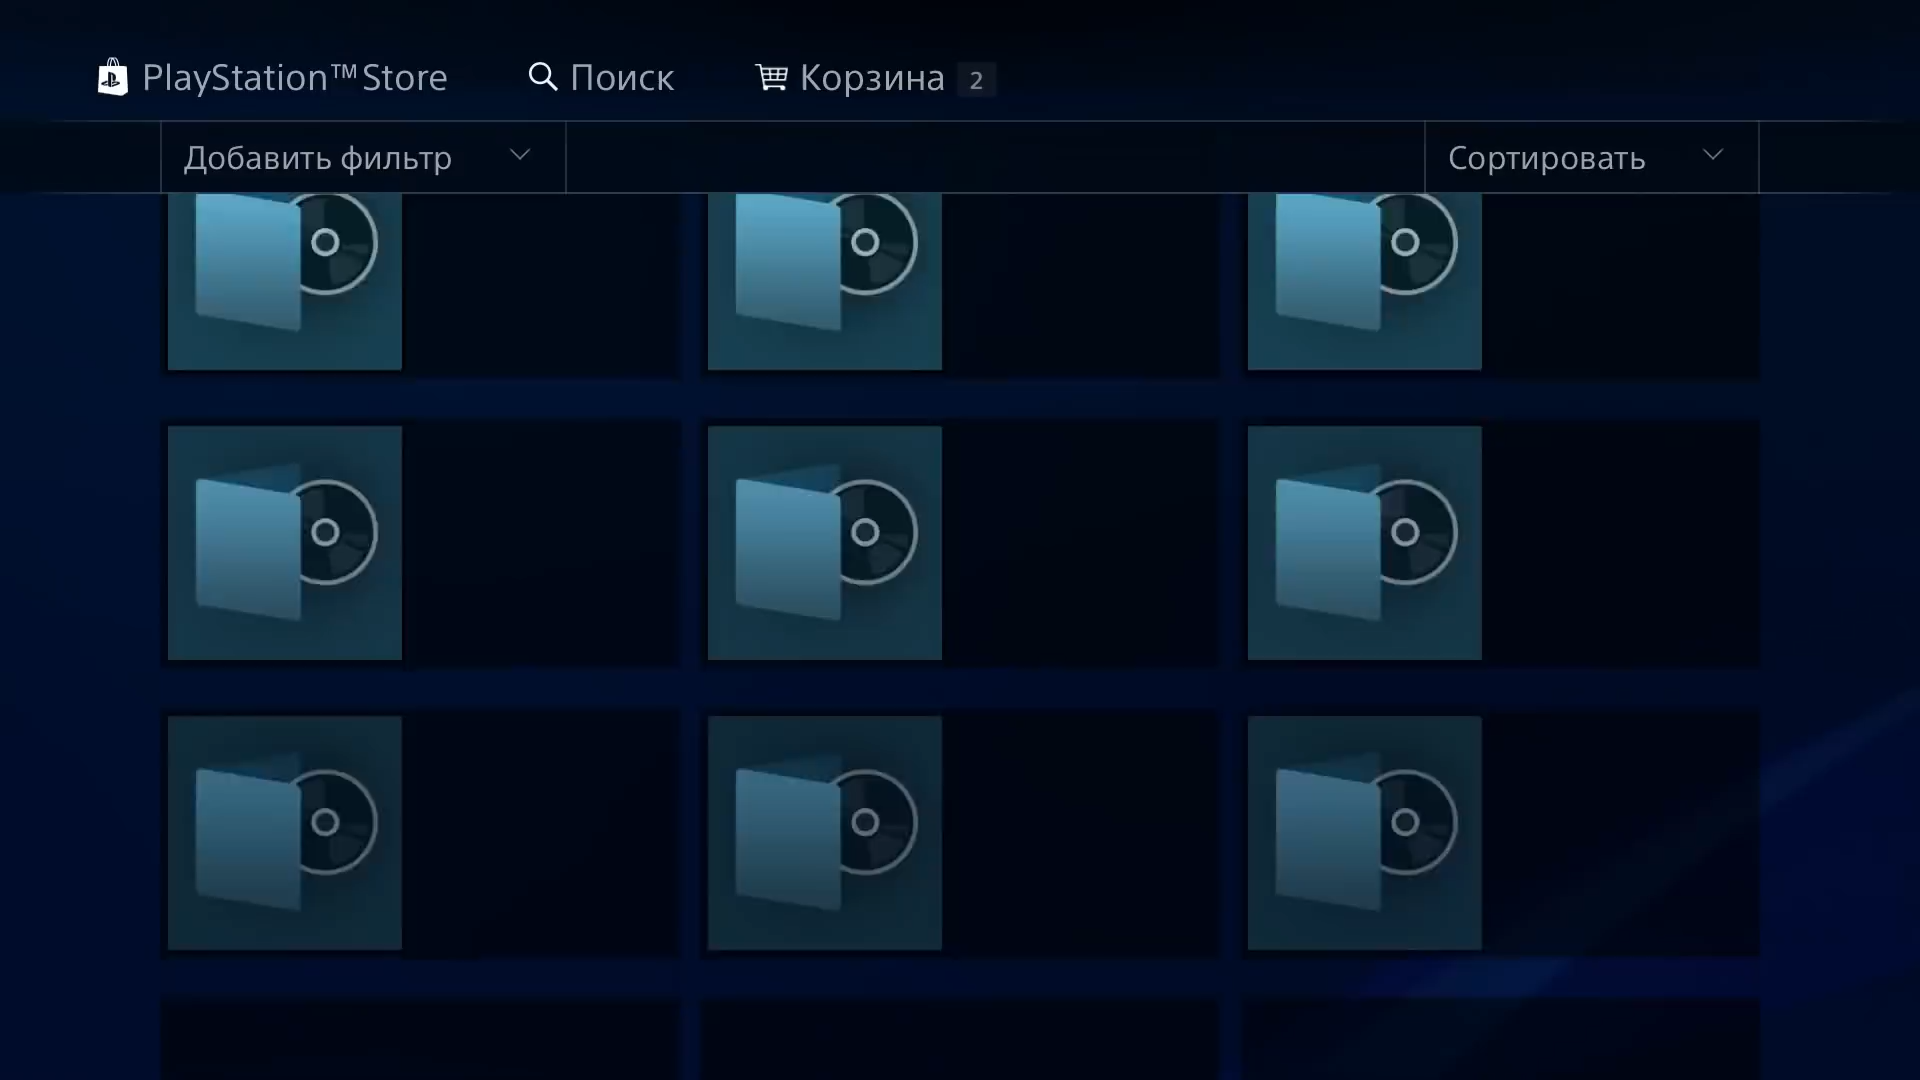 PlayStation™Store
Поиск
Корзина 2
Добавить фильтр
Сортировать